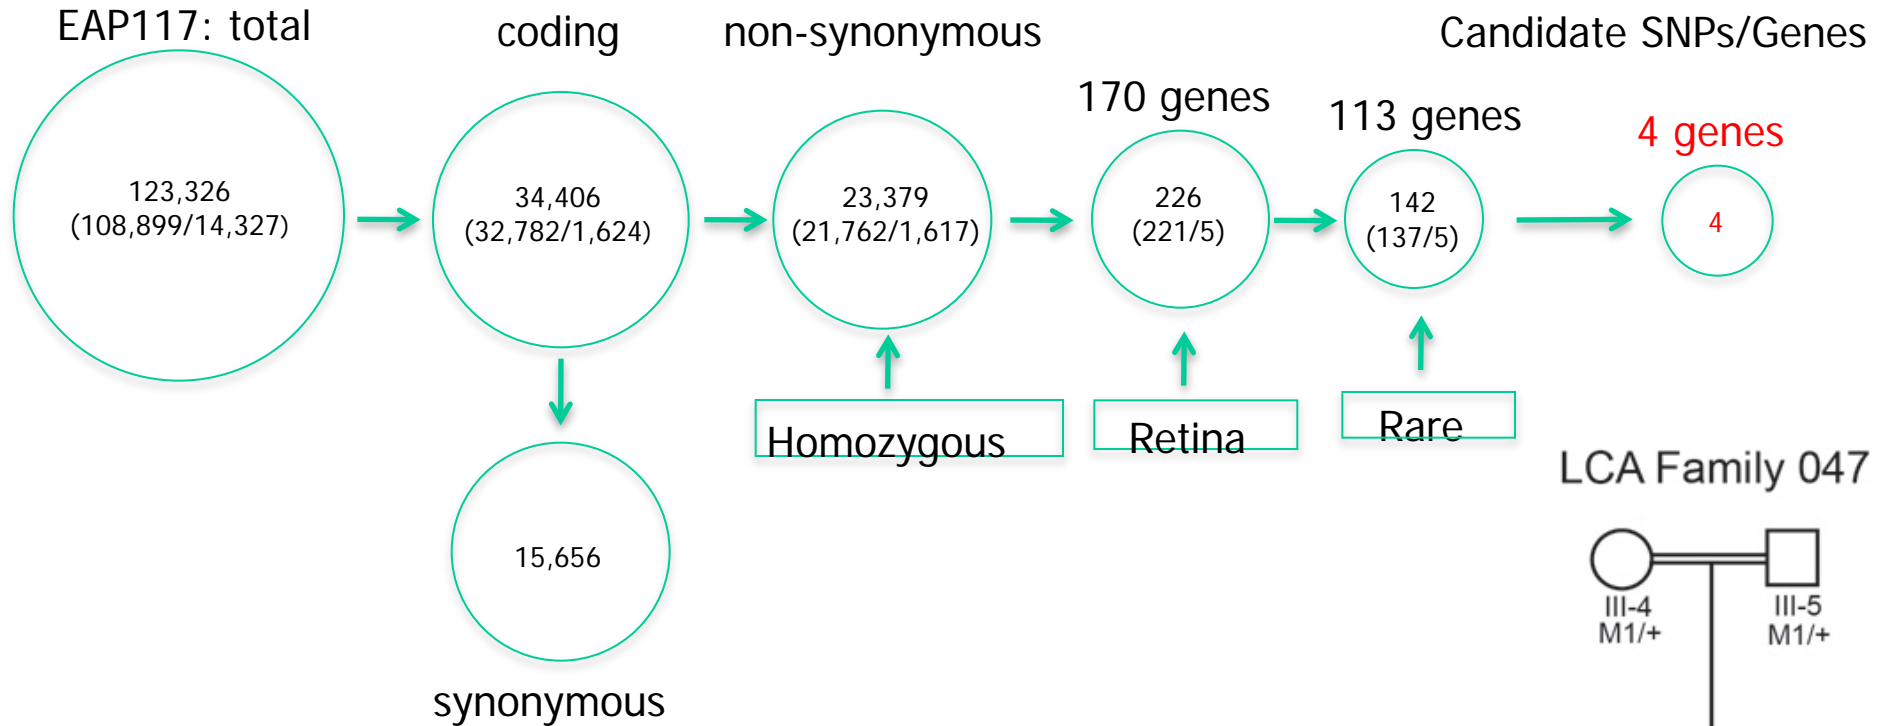 EAP117: total
coding
non-synonymous
Candidate SNPs/Genes
170 genes
113 genes
4 genes
123,326
(108,899/14,327)
34,406
(32,782/1,624)
23,379
(21,762/1,617)
226
(221/5)
142
(137/5)
4
Homozygous
Retina
Rare
15,656
synonymous
LCA Family 047
III-4
M1/+
III-5
M1/+